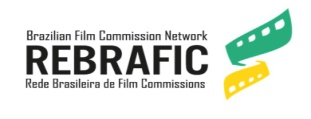 Brazilian Film Commission Network
REBRAFIC
Rede Brasileira de Film Commissions